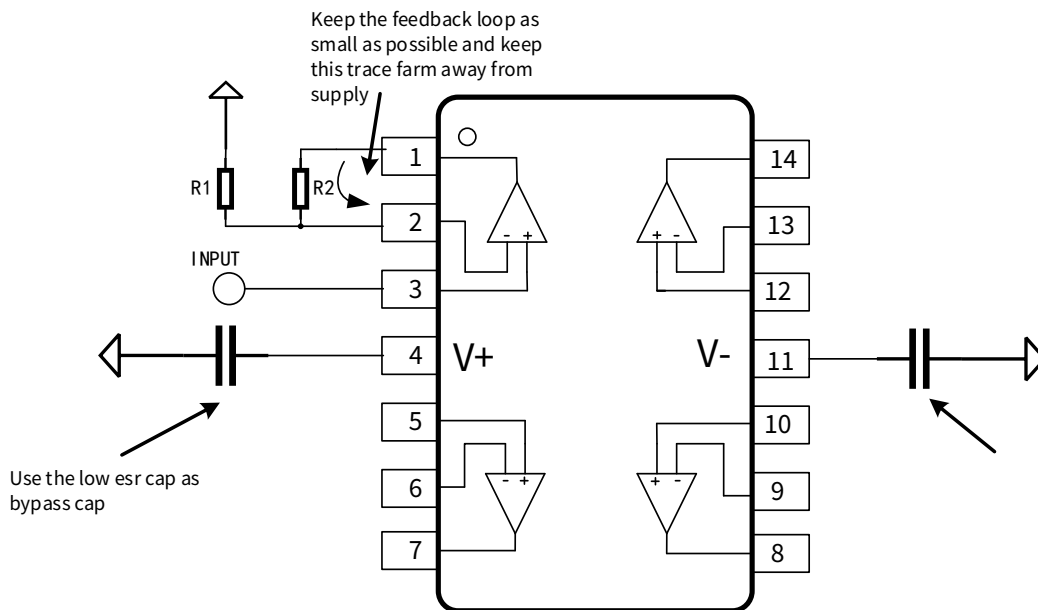 Keep the feedback loop as
small as possible and keep
this trace farm away from
supply
R1
R2
INPUT
1
2
3
4
5
6
7
V+
V-
14
13
12
11
10
9
8
- +
+ -
- +
+ -
Use the low esr cap as
bypass cap